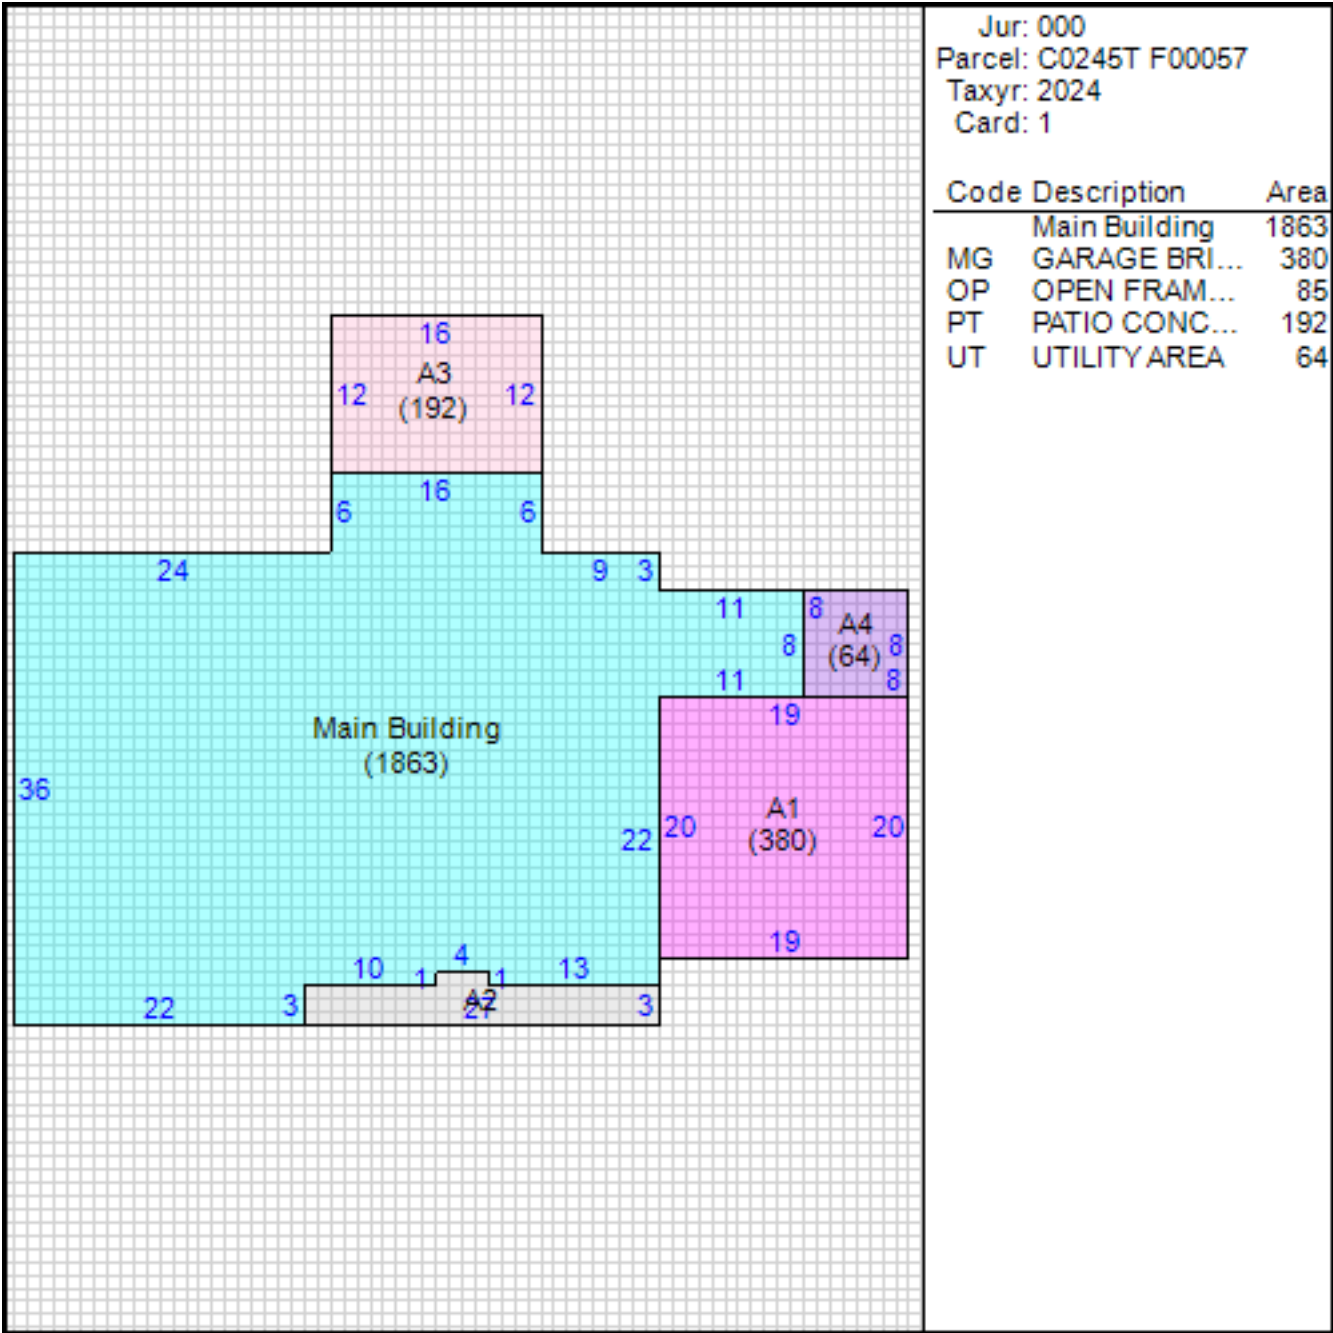 Jur: 000
Parcel: C0245T F00057
Taxyr: 2024
Card: 1
Code Description Area
Main Building 1863
MG GARAGE BRI... 380
OP OPEN FRAM... 85
PT PATIO CONC... 192
UT UTILITY AREA 64
16
A3
12 12
(192)
16
6 6
24 9 3
11 8
A4
8 8
(64)
11 8
19
Main Building
(1863)
36
A1
20 20
22 (380)
19
4
10 1 1 13
A2
22 3 27 3